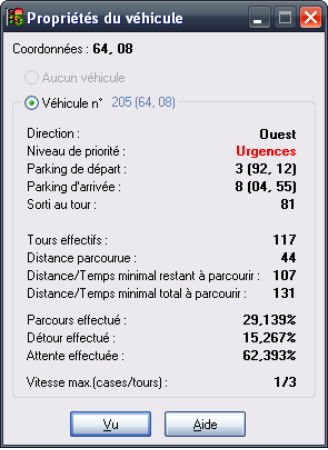 Propriétés du véhicule
Coordonnées : 64, 08
Aucun véhicule
Véhicule n° 205 (64, 08)
Direction : Ouest
Niveau de priorité : Urgences
Parking de départ : 3 (92, 12)
Parking d'arrivée : 8 (04, 55)
Sorti au tour : 81
Tours effectifs : 117
Distance parcourue : 44
Distance/Temps minimal restant à parcourir : 107
Distance/Temps minimal total à parcourir : 131
Parcours effectué : 29,139%
Détour effectué : 15,267%
Attente effectuée : 62,393%
Vitesse max.(cases/tours) : 1/3
Vu Aide